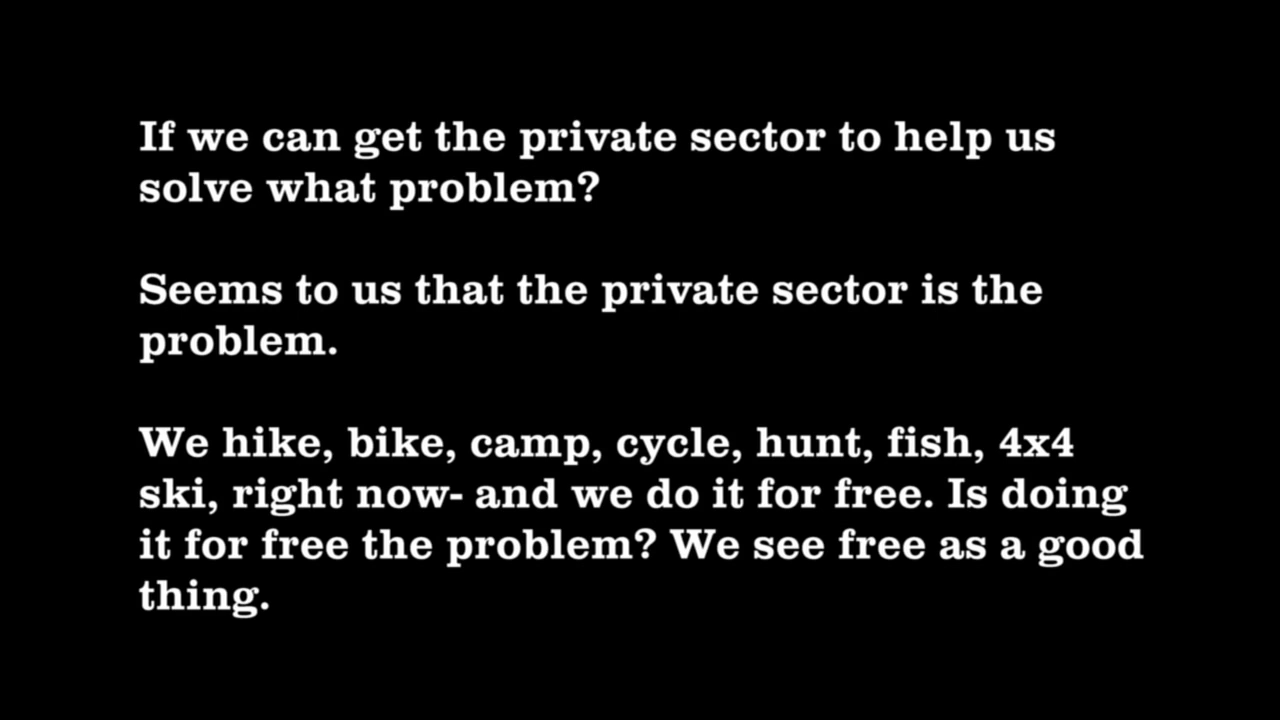 If we can get the private sector to help us
solve what problem?
Seems to us that the private sector is the
problem.
We hike, bike, camp, cycle, hunt, fish, 4x4
ski, right now- and we do it for free. Is doing
it for free the problem? We see free as a good
thing.